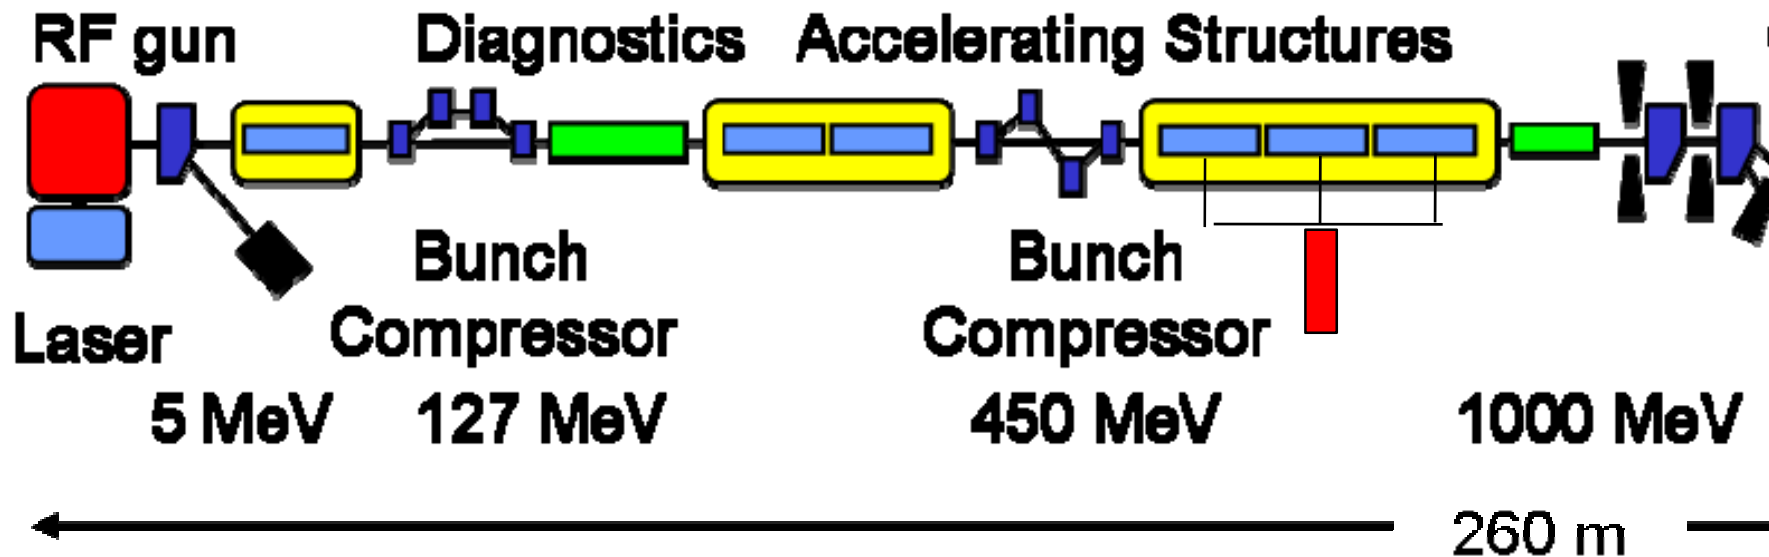 RF gun
Diagnostics
Accelerating Structures
Laser
Bunch
Compressor
Bunch
Compressor
5 MeV
127 MeV
450 MeV
1000 MeV
260 m